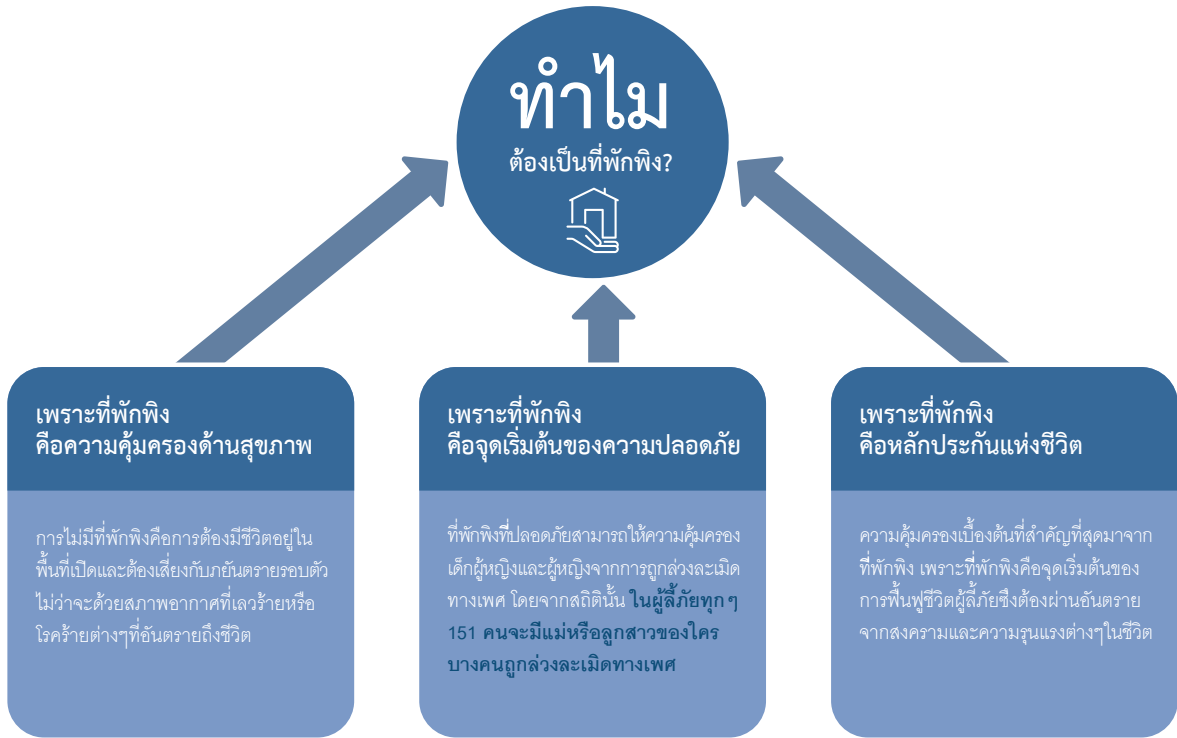 ทำไม
ต้องเป็นที่พักพิง?
เพราะที่พักพิง
คือความคุ้มครองด้านสุขภาพ
การไม่มีที่พักพิงคือการต้องมีชีวิตอยู่ใน
พื้นที่เปิดและต้องเสี่ยงกับภยันตรายรอบตัว
ไม่ว่าจะด้วยสภาพอากาศที่เลวร้ายหรือ
โรคร้ายต่างๆที่อันตรายถึงชีวิต
เพราะที่พักพิง
คือจุดเริ่มต้นของความปลอดภัย
ที่พักพิงที่ปลอดภัยสามารถให้ความคุ้มครอง
เด็กผู้หญิงและผู้หญิงจากการถูกล่วงละเมิด
ทางเพศ โดยจากสถิตินั้น ในผู้ลี้ภัยทุกๆ
151 คนจะมีแม่หรือลูกสาวของใคร
บางคนถูกล่วงละเมิดทางเพศ
เพราะที่พักพิง
คือหลักประกันแห่งชีวิต
ความคุ้มครองเบื้องต้นที่สำคัญที่สุดมาจาก
ที่พักพิง เพราะที่พักพิงคือจุดเริ่มต้นของ
การฟื้นฟูชีวิตผู้ลี้ภัยซึ่งต้องผ่านอันตราย
จากสงครามและความรุนแรงต่างๆในชีวิต